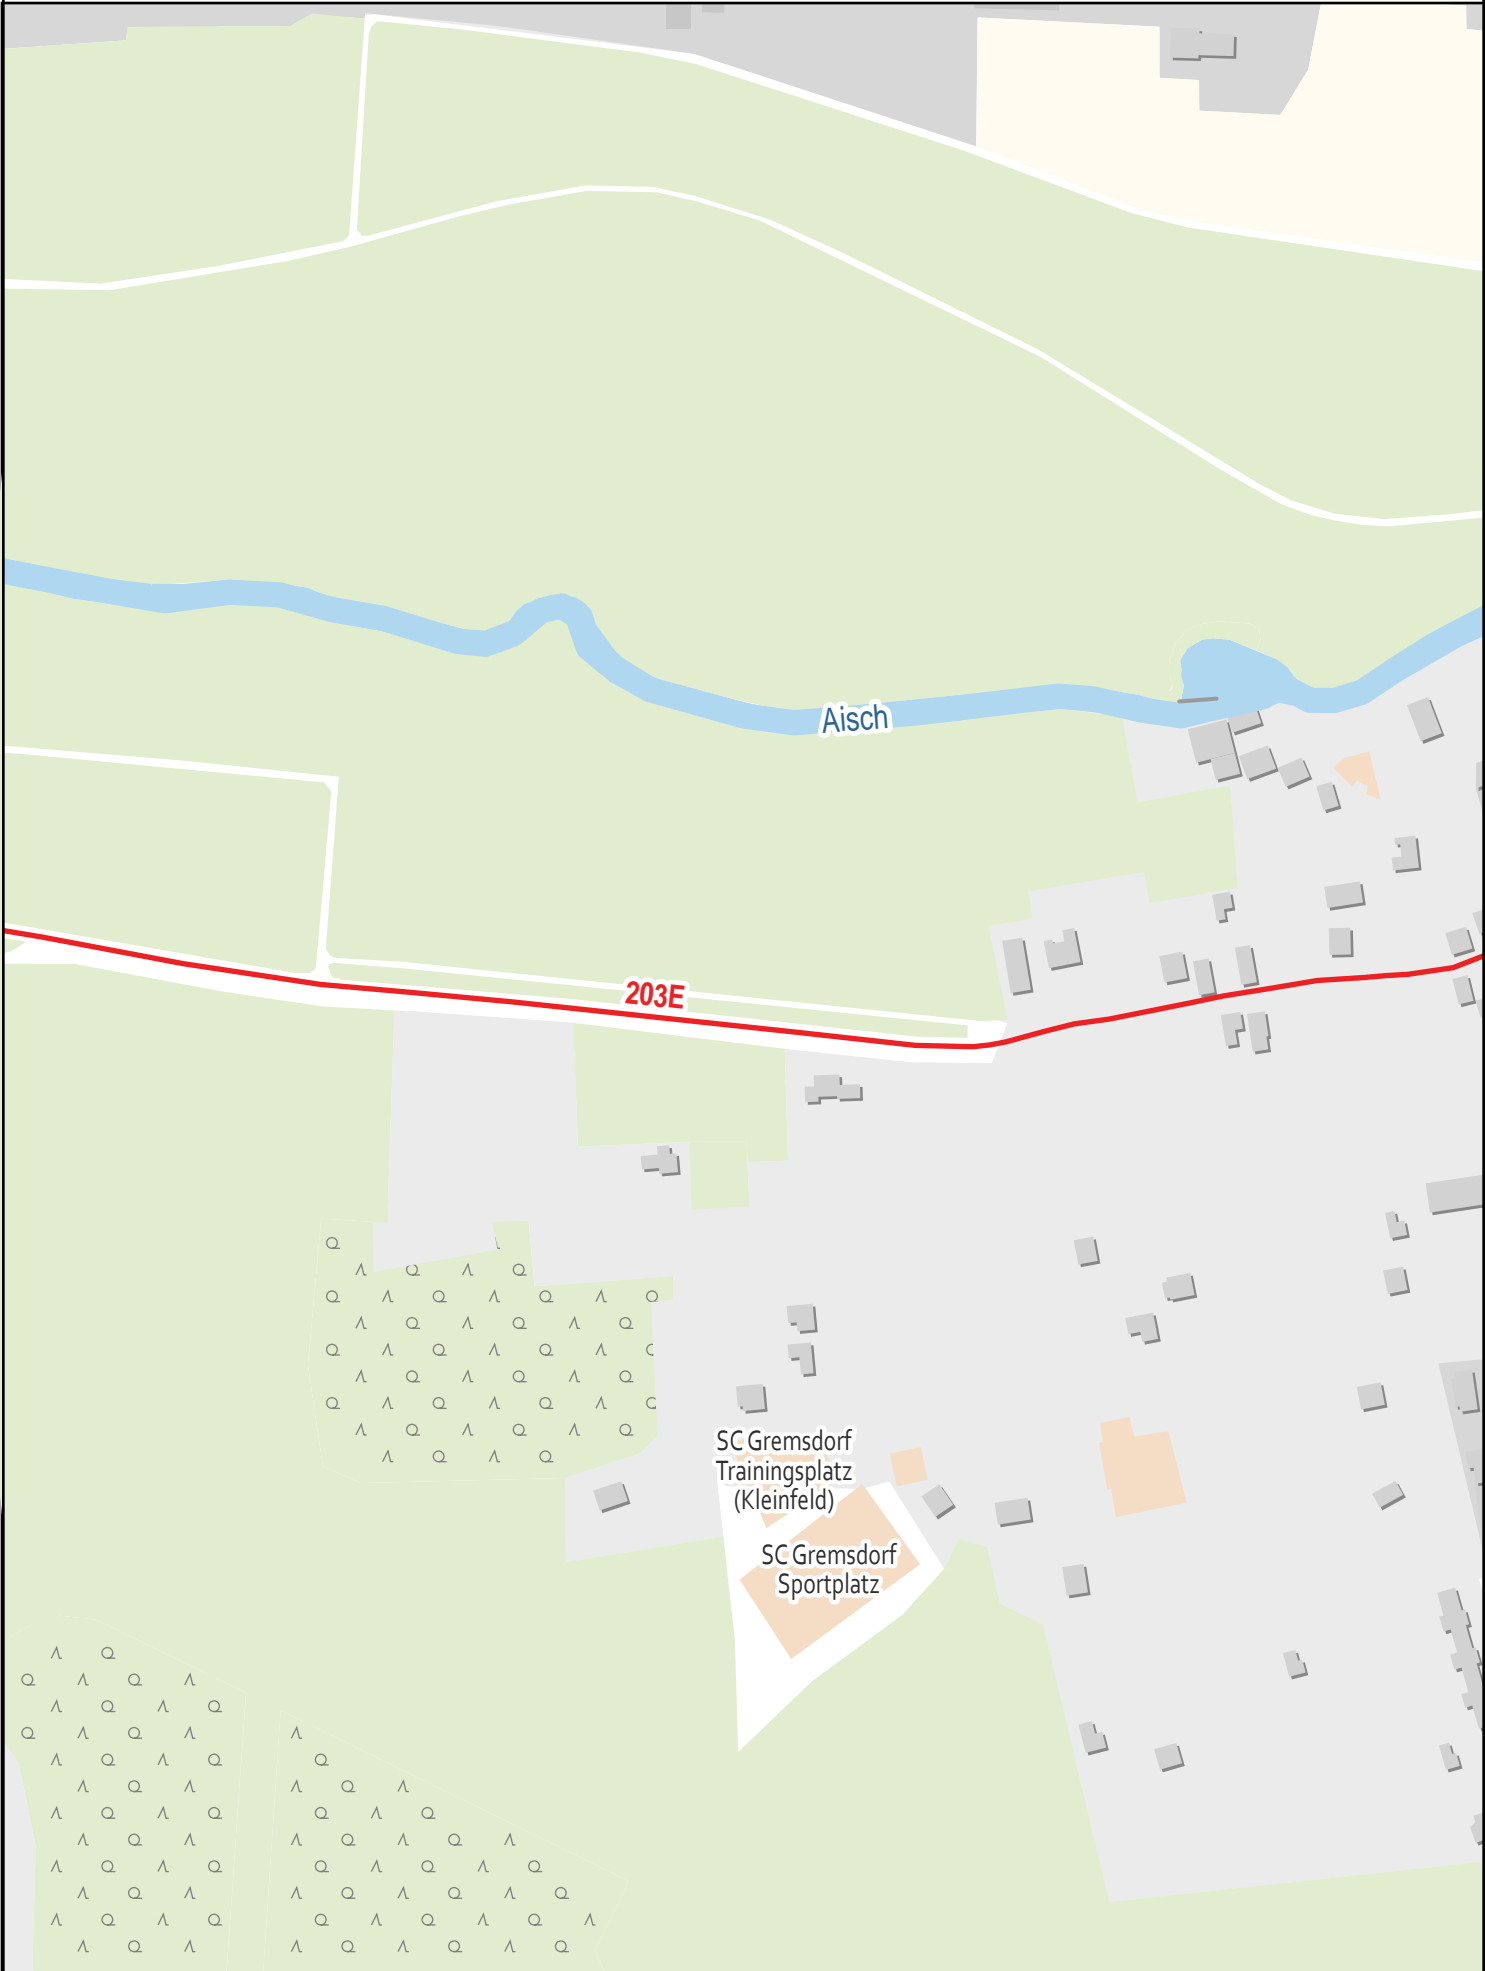 Aisch
203E
SC Gremsdorf
Trainingsplatz
(Kleinfeld)
SC Gremsdorf
Sportplatz